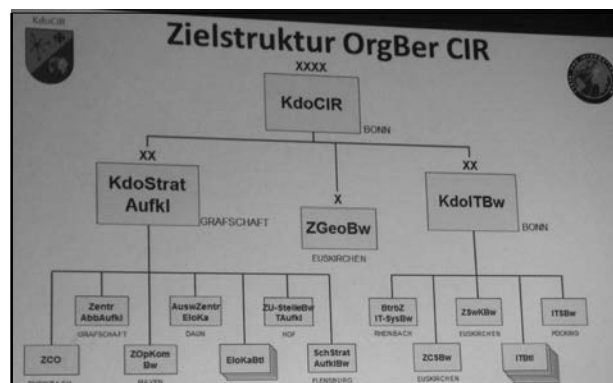 KdoCIR
Zielstruktur OrgBer CIR
XXXX
KdoCIR
BONN
XX
KdoStrat
Aufkl
GRAFSCHAFT
X
ZGeoBw
EUSKIRCHEN
XX
KdoITBw
BONN
Zentr
AbbAufkl
GRAFSCHAFT
AuswZentr
EloKa
DAUN
ZU-StelleBw
TAufkl
HOF
BtrbZ
IT-SysBw
RHEINBACH
ZSwKBw
EUSKIRCHEN
ITSBw
PÖCKING
ZCO
ZOpKom
Bw
MAYEN
EloKaBtl
SchStrat
AufklBw
FLENSBURG
ZCSBw
EUSKIRCHEN
ITBtl